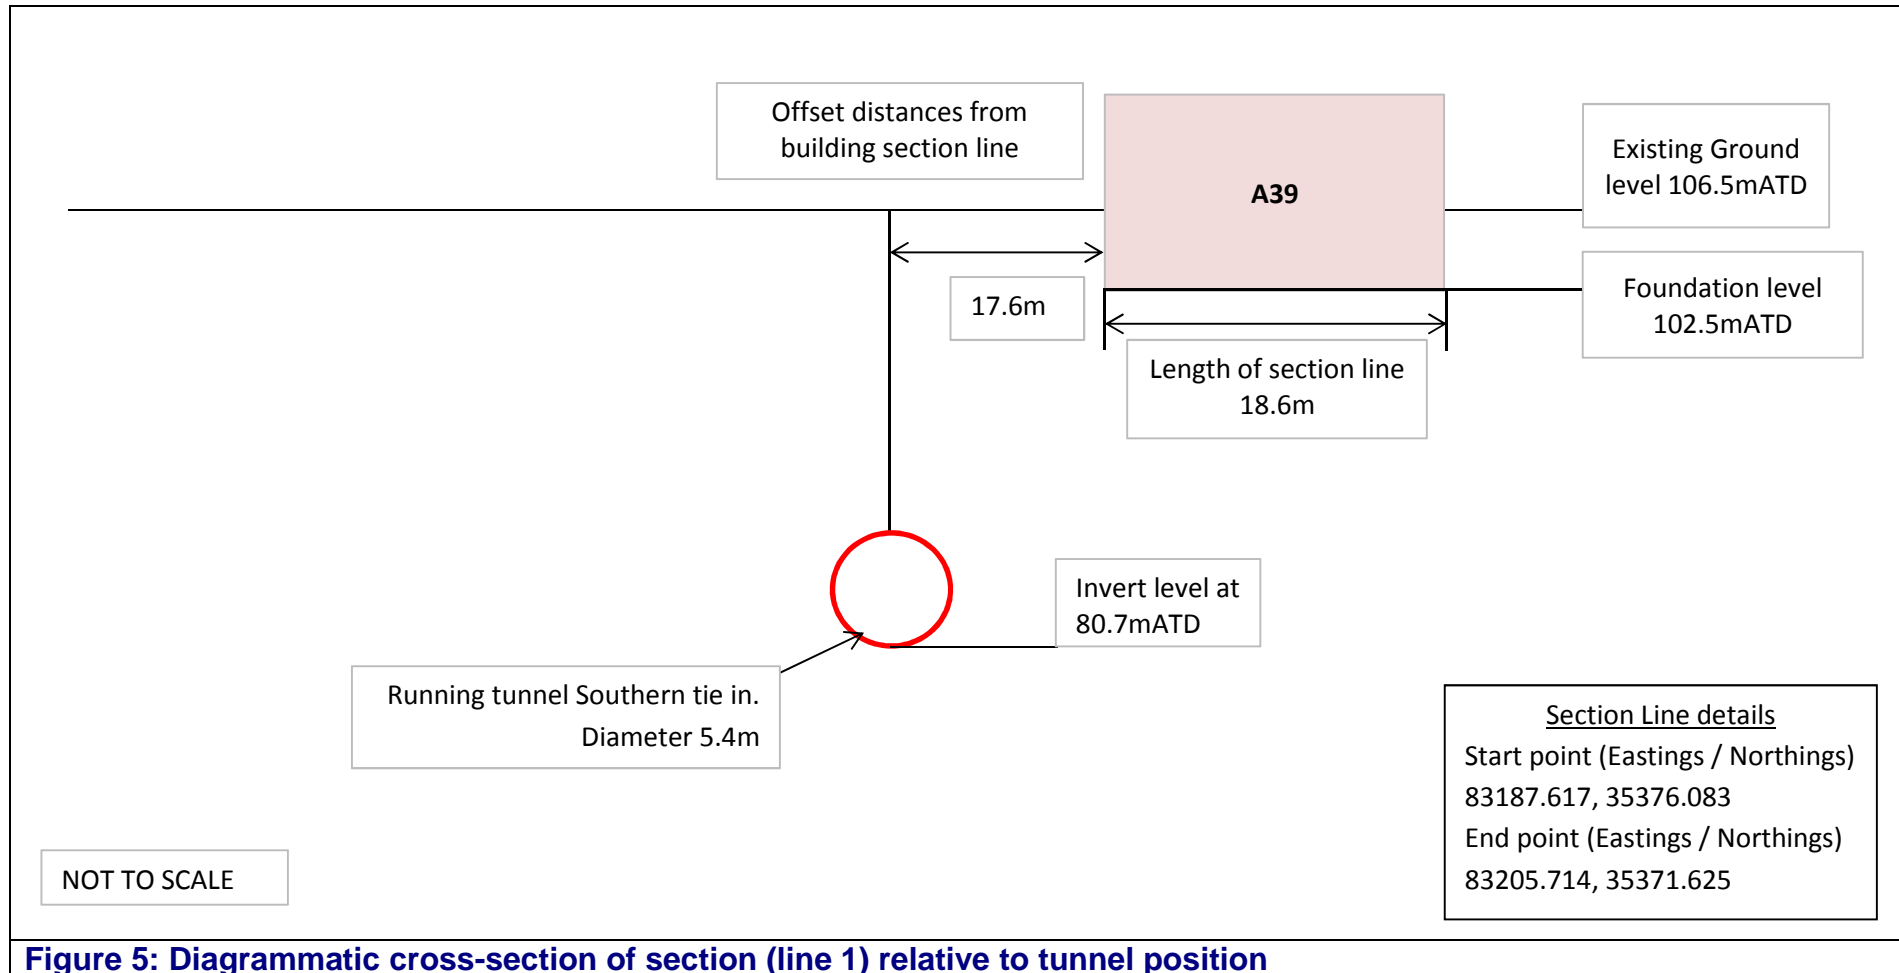 Offset distances from
building section line
A39
Existing Ground
level 106.5mATD
17.6m
Foundation level
102.5mATD
Length of section line
18.6m
Invert level at
80.7mATD
Running tunnel Southern tie in.
Diameter 5.4m
Section Line details
Start point (Eastings / Northings)
83187.617, 35376.083
End point (Eastings / Northings)
83205.714, 35371.625
NOT TO SCALE
Figure 5: Diagrammatic cross-section of section (line 1) relative to tunnel position